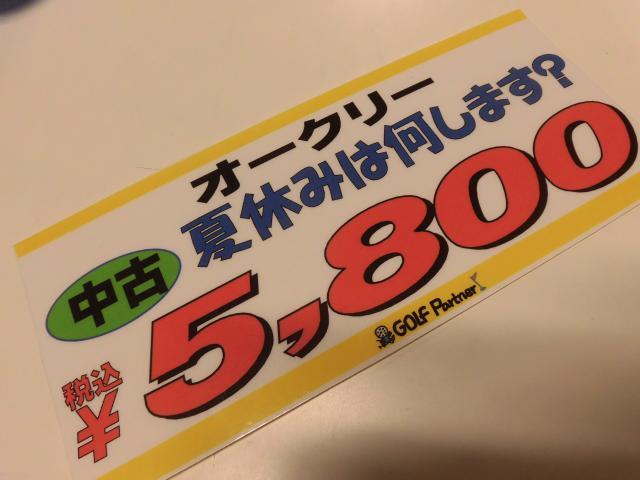 オークリー
夏休みは何します?
中古
税込
¥5,800
GOLF Partner